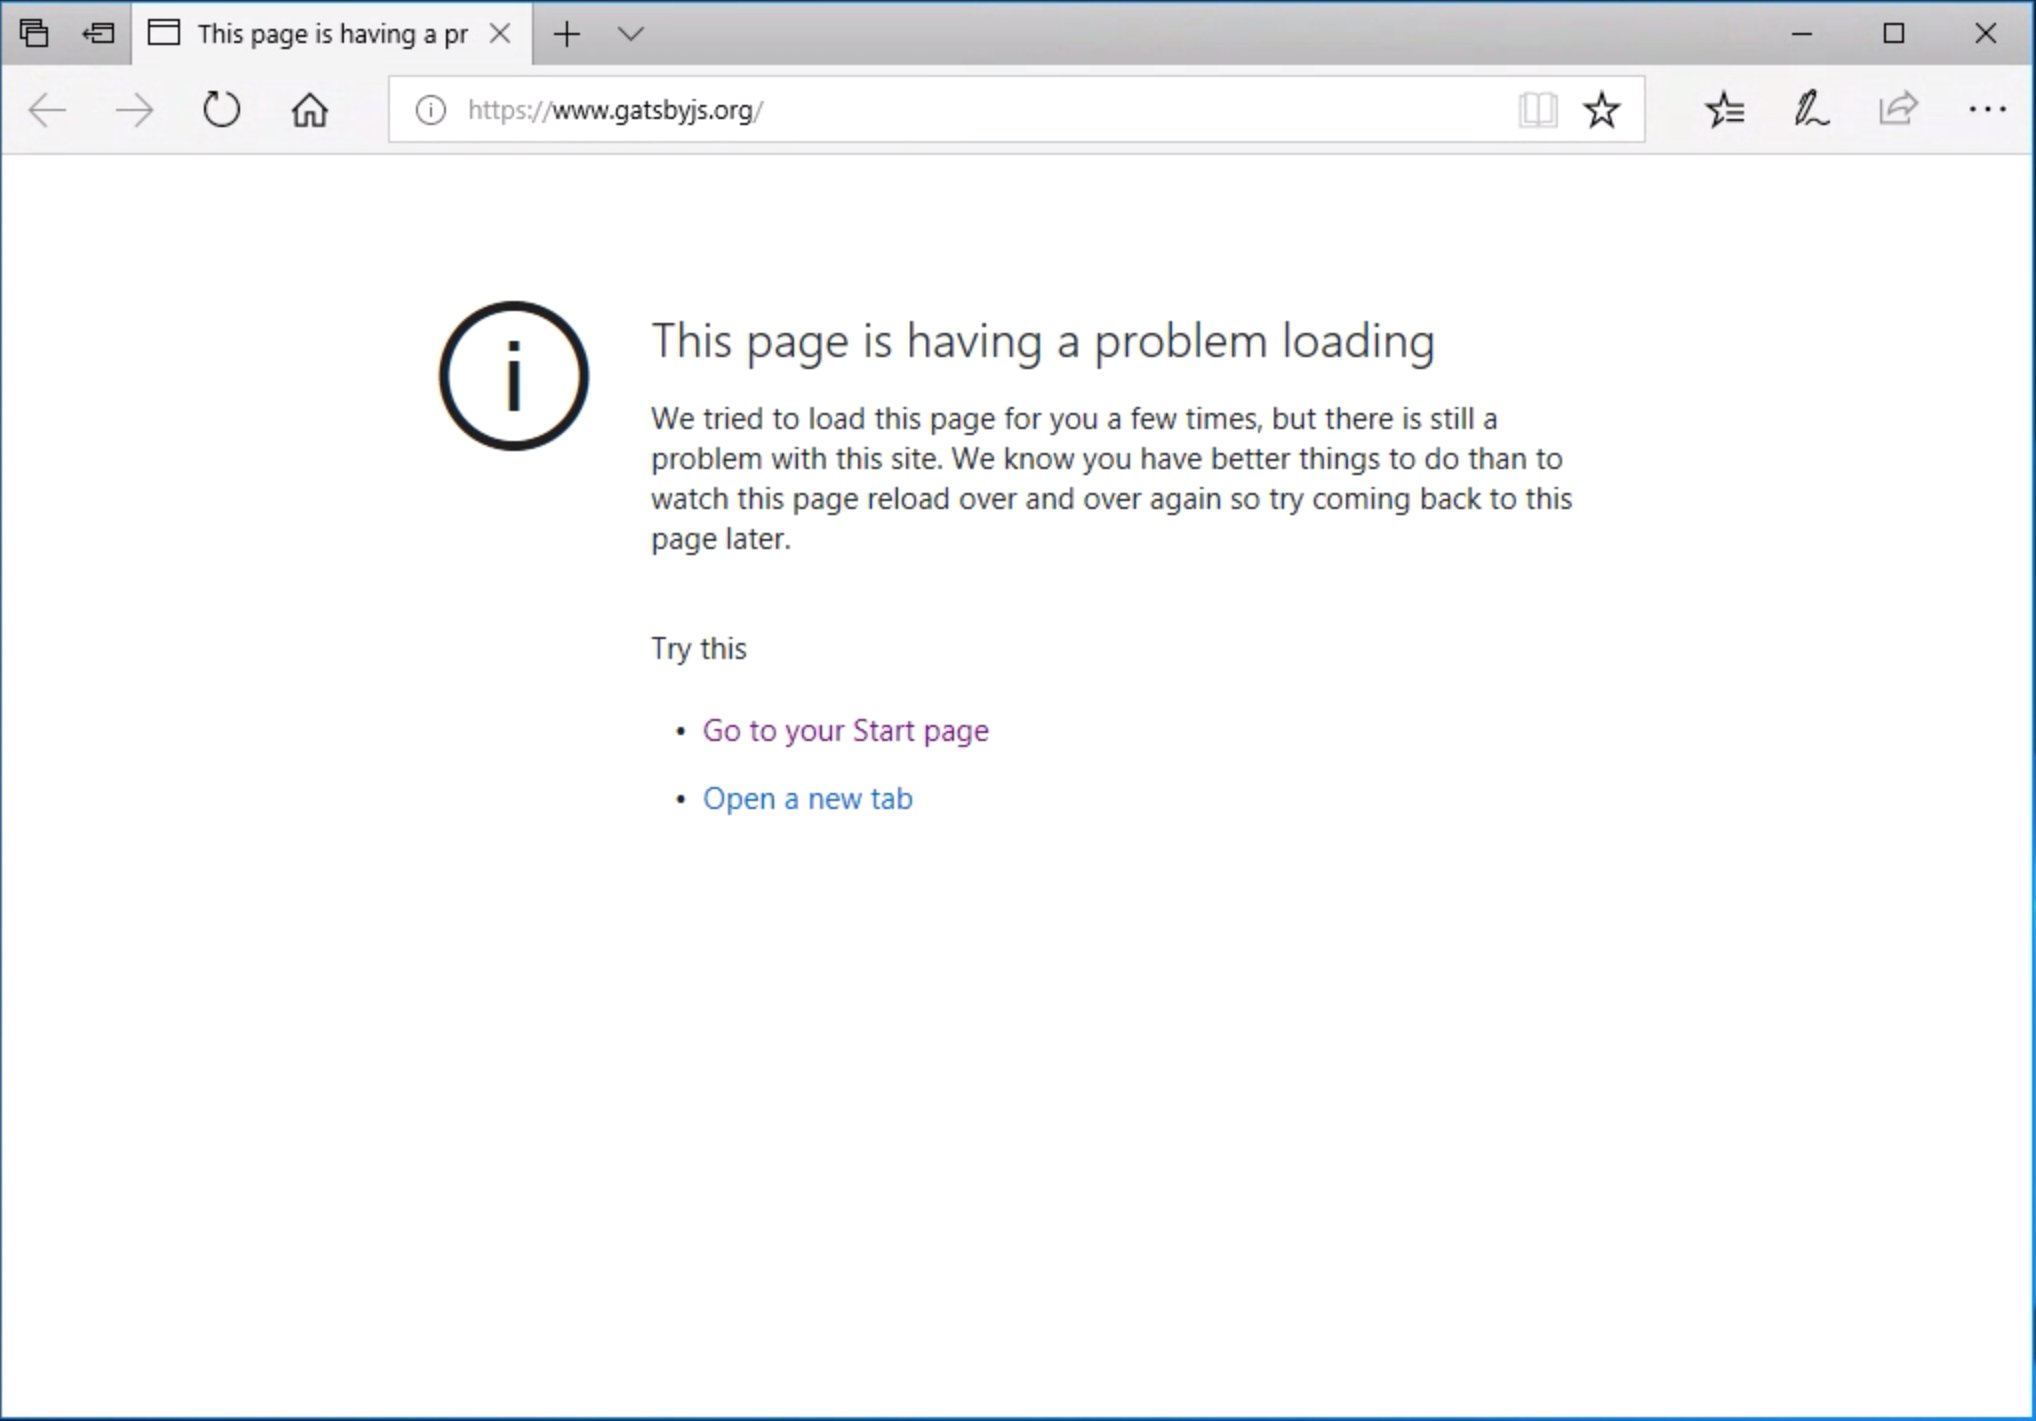 This page is having a pr
https://www.gatsbyjs.org/
This page is having a problem loading
We tried to load this page for you a few times, but there is still a
problem with this site. We know you have better things to do than to
watch this page reload over and over again so try coming back to this
page later.
Try this
• Go to your Start page
• Open a new tab